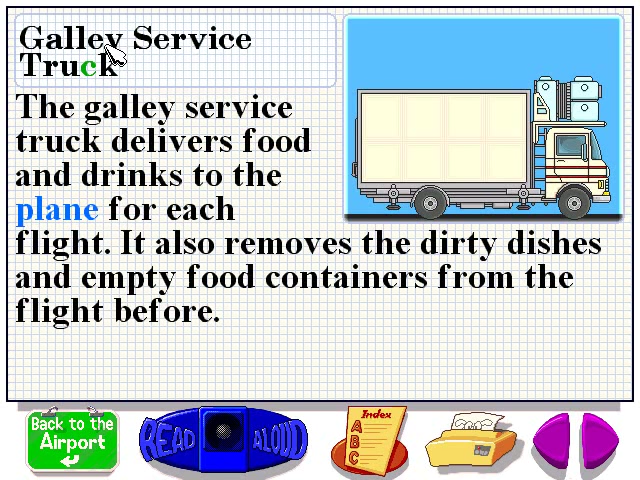 Galley Service
Truck
The galley service
truck delivers food
and drinks to the
plane for each
flight. It also removes the dirty dishes
and empty food containers from the
flight before.
Back to the
Airport
READ ALOUD
Index
A
B
C